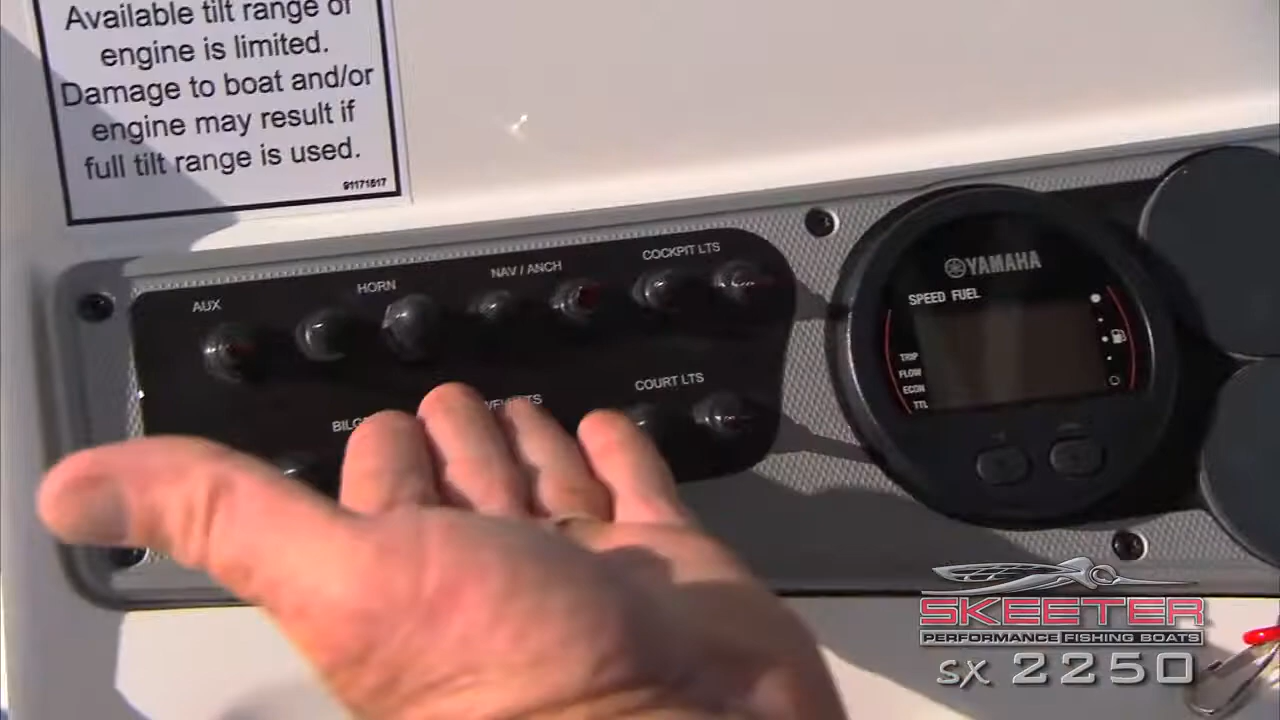 Available tilt range of
engine is limited.
Damage to boat and/or
engine may result if
full tilt range is used.
91171617
AUX
HORN
NAV / ANCH
COCKPIT LTS
COURT LTS
YAMAHA
SPEED FUEL
TRIP
FLOW
ECON
TTL
SKEETER
PERFORMANCE FISHING BOATS
SX 2250